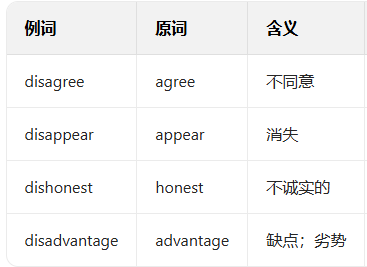 例词 原词 含义
disagree agree 不同意
disappear appear 消失
dishonest honest 不诚实的
disadvantage advantage 缺点；劣势